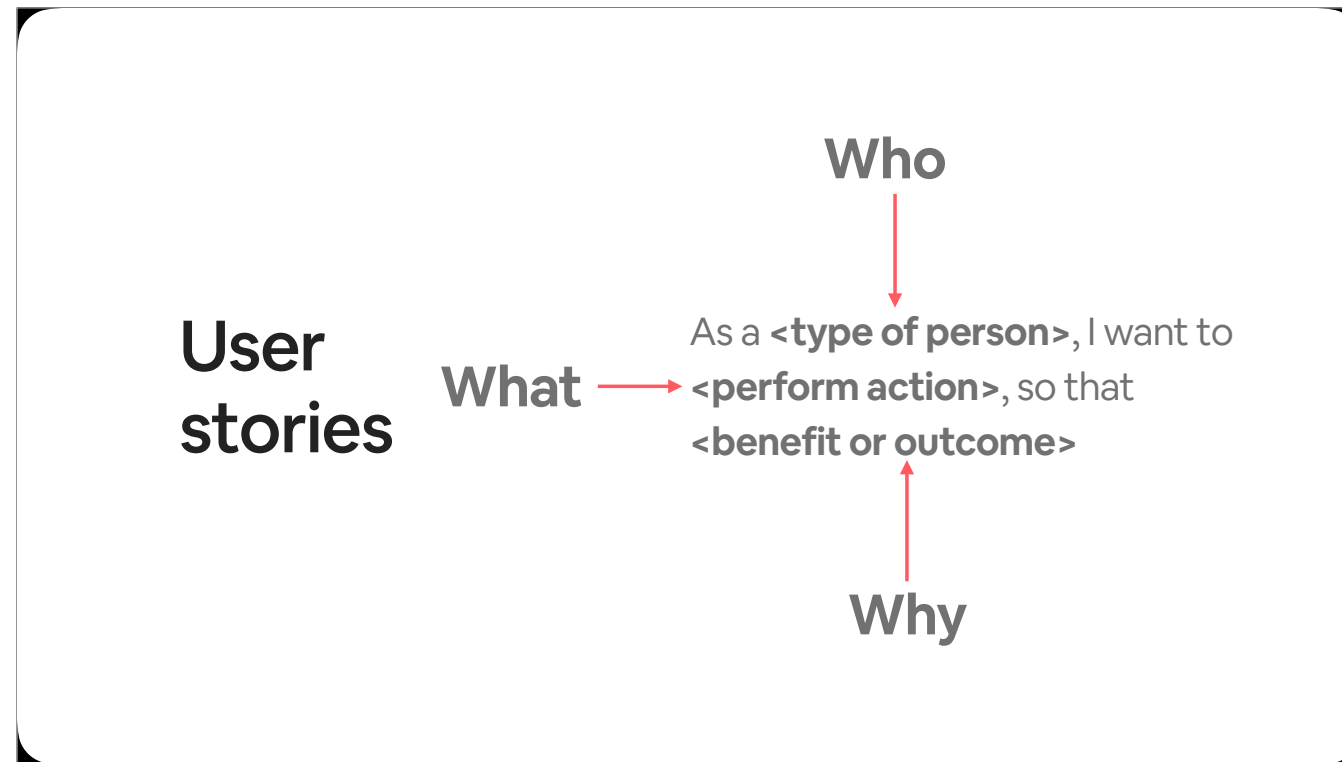 Who
User
stories
What
As a <type of person>, I want to
<perform action>, so that
<benefit or outcome>
Why